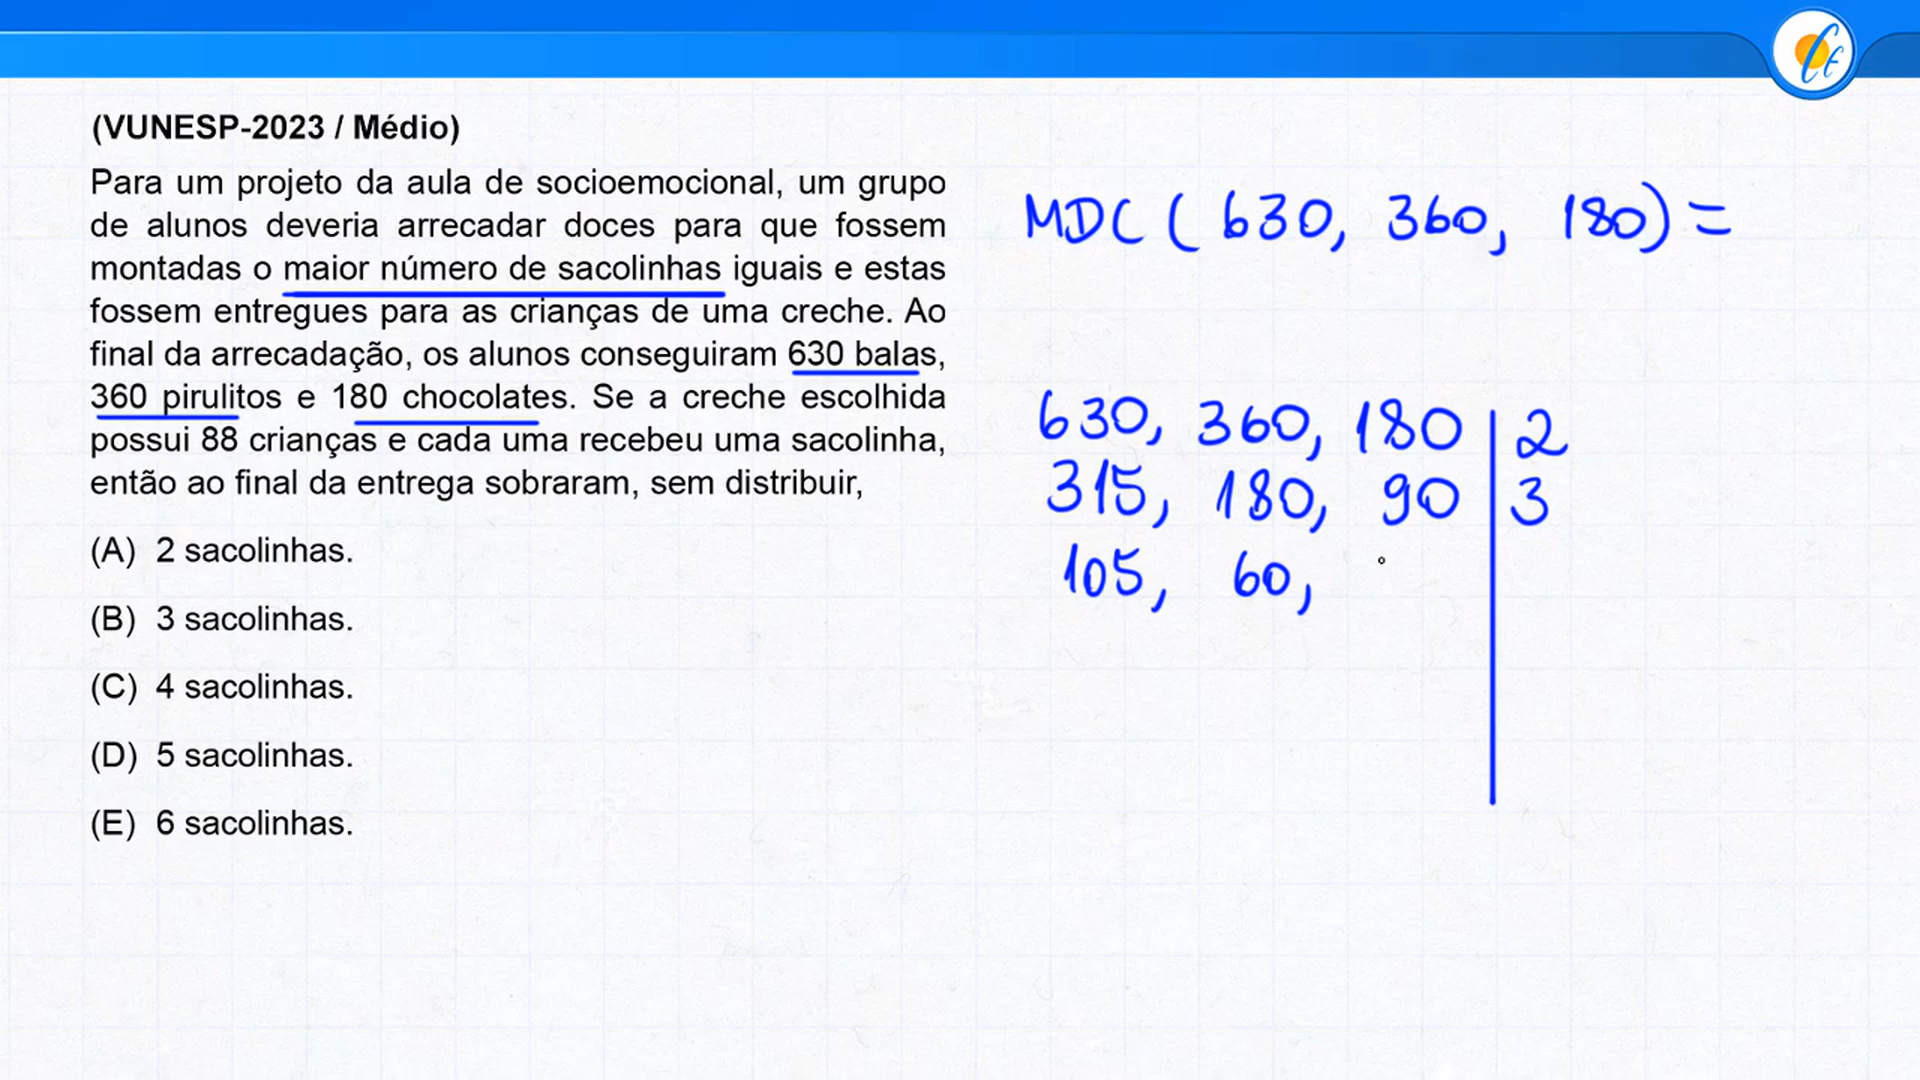 (VUNESP-2023 / Médio)
Para um projeto da aula de socioemocional, um grupo
de alunos deveria arrecadar doces para que fossem
montadas o maior número de sacolinhas iguais e estas
fossem entregues para as crianças de uma creche. Ao
final da arrecadação, os alunos conseguiram 630 balas,
360 pirulitos e 180 chocolates. Se a creche escolhida
possui 88 crianças e cada uma recebeu uma sacolinha,
então ao final da entrega sobraram, sem distribuir,
(A) 2 sacolinhas.
(B) 3 sacolinhas.
(C) 4 sacolinhas.
(D) 5 sacolinhas.
(E) 6 sacolinhas.
MDC ( 630, 360, 180) =
630, 360, 180 | 2
315, 180, 90 | 3
105, 60,